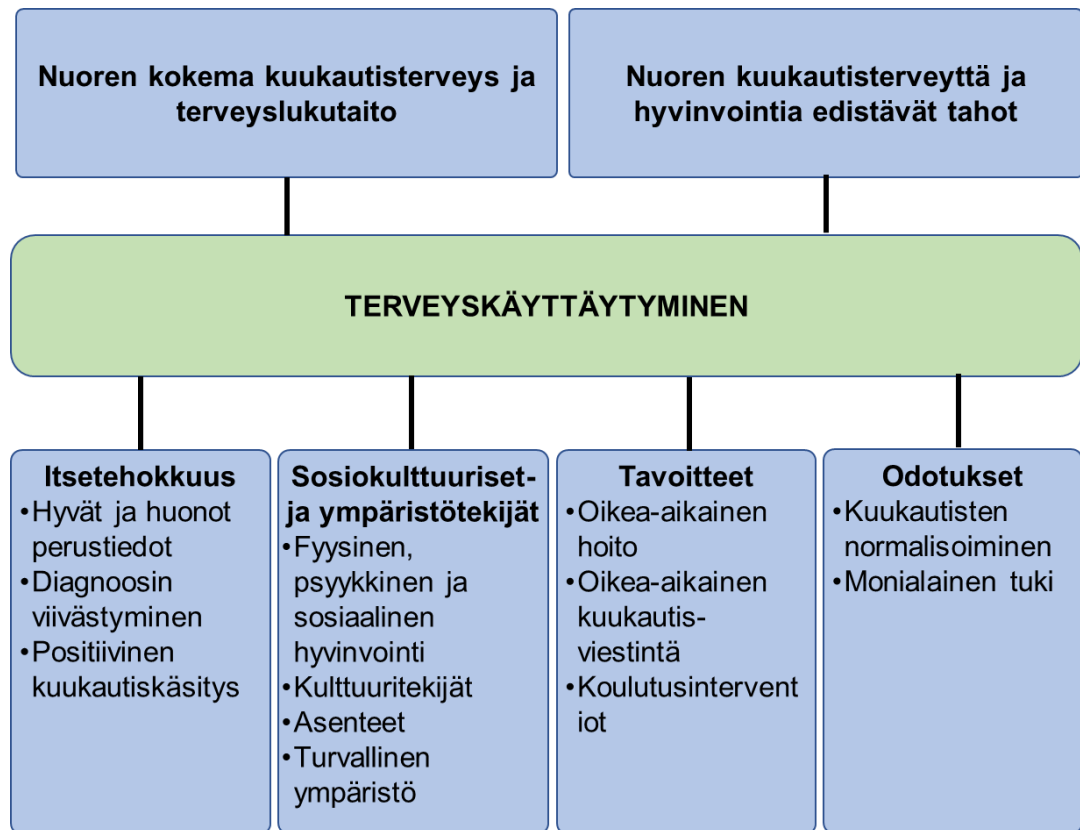 Nuoren kokema kuukautisterveys ja
terveyslukutaito
Nuoren kuukautisterveyttä ja
hyvinvointia edistävät tahot
TERVEYSKÄYTTÄYTYMINEN
Itsetehokkuus
•Hyvät ja huonot
perustiedot
•Diagnoosin
viivästyminen
•Positiivinen
kuukautiskäsitys
Sosiokulttuuriset-
ja ympäristötekijät
•Fyysinen,
psyykkinen ja
sosiaalinen
hyvinvointi
•Kulttuuritekijät
•Asenteet
•Turvallinen
ympäristö
Tavoitteet
•Oikea-aikainen
hoito
•Oikea-aikainen
kuukautis-
viestintä
•Koulutusintervent
iot
Odotukset
•Kuukautisten
normalisoiminen
•Monialainen tuki